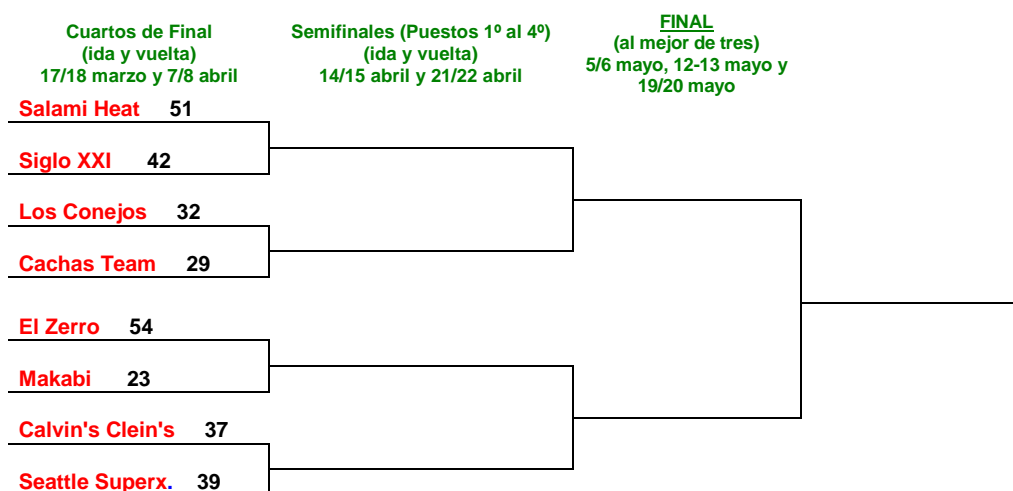 Cuartos de Final
(ida y vuelta)
17/18 marzo y 7/8 abril
Semifinales (Puestos 1º al 4º)
(ida y vuelta)
14/15 abril y 21/22 abril
FINAL
(al mejor de tres)
5/6 mayo, 12-13 mayo y
19/20 mayo
Salami Heat 51
Siglo XXI 42
Los Conejos 32
Cachas Team 29
El Zerro 54
Makabi 23
Calvin's Clein's 37
Seattle Superx. 39